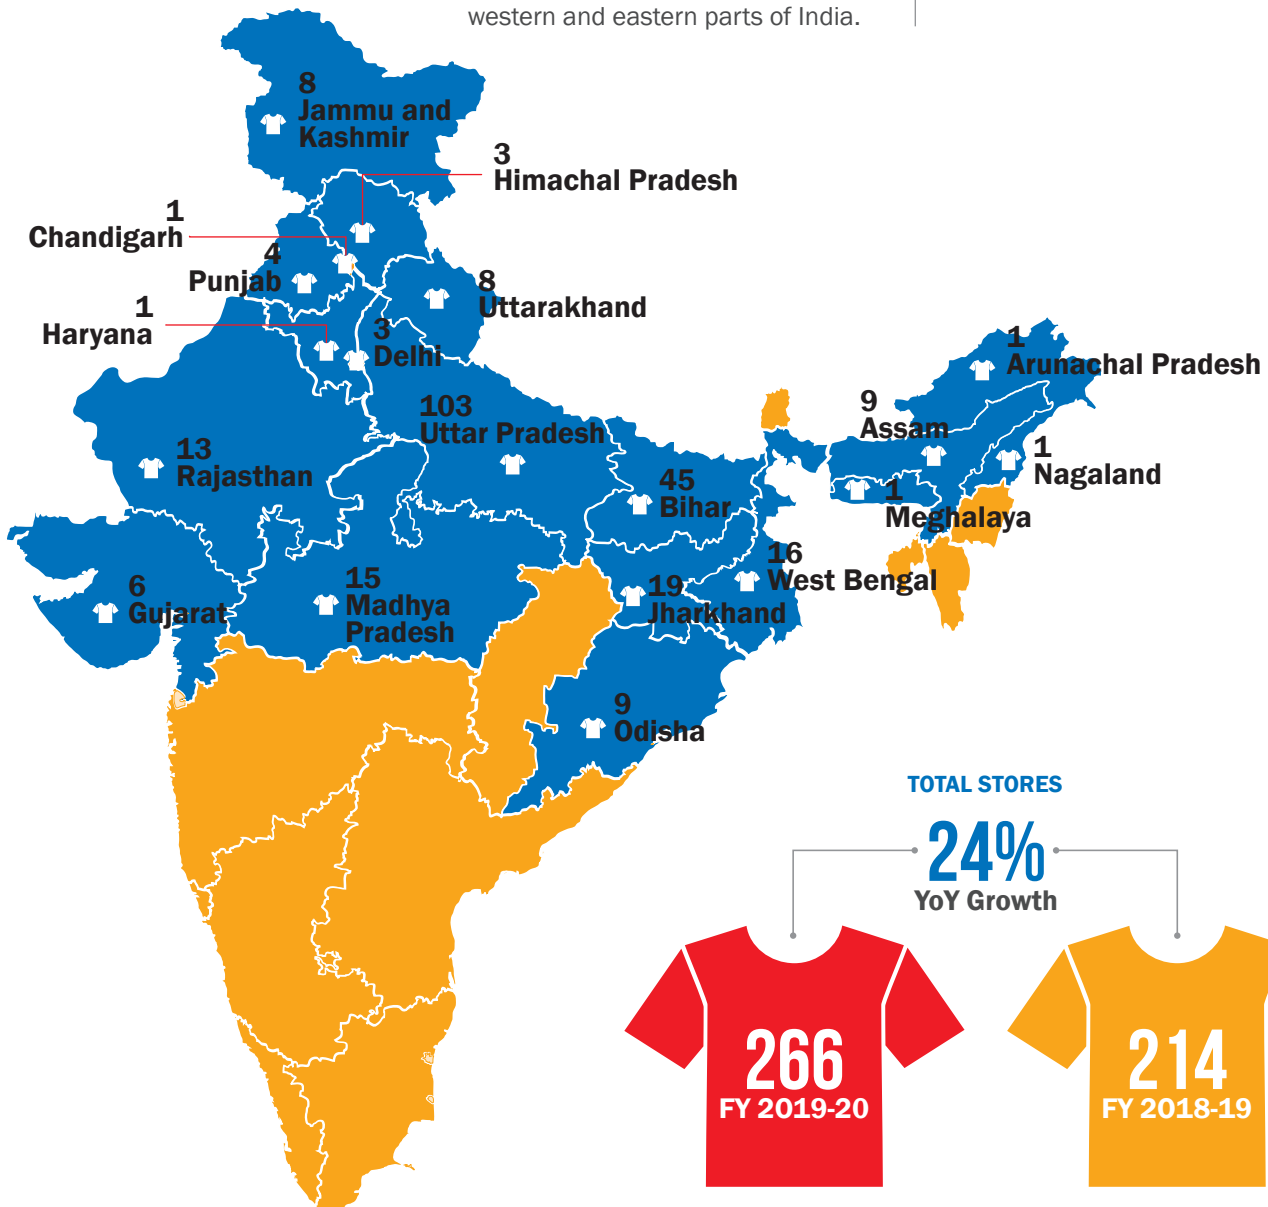 western and eastern parts of India.
8
Jammu and
Kashmir
3
Himachal Pradesh
1
Chandigarh
4
Punjab
8
Uttarakhand
1
Haryana
3
Delhi
1
Arunachal Pradesh
103
Uttar Pradesh
9
Assam
13
Rajasthan
1
Nagaland
45
Bihar
1
Meghalaya
16
West Bengal
6
Gujarat
15
Madhya
Pradesh
19
Jharkhand
9
Odisha
TOTAL STORES
24%
YoY Growth
266
FY 2019-20
214
FY 2018-19